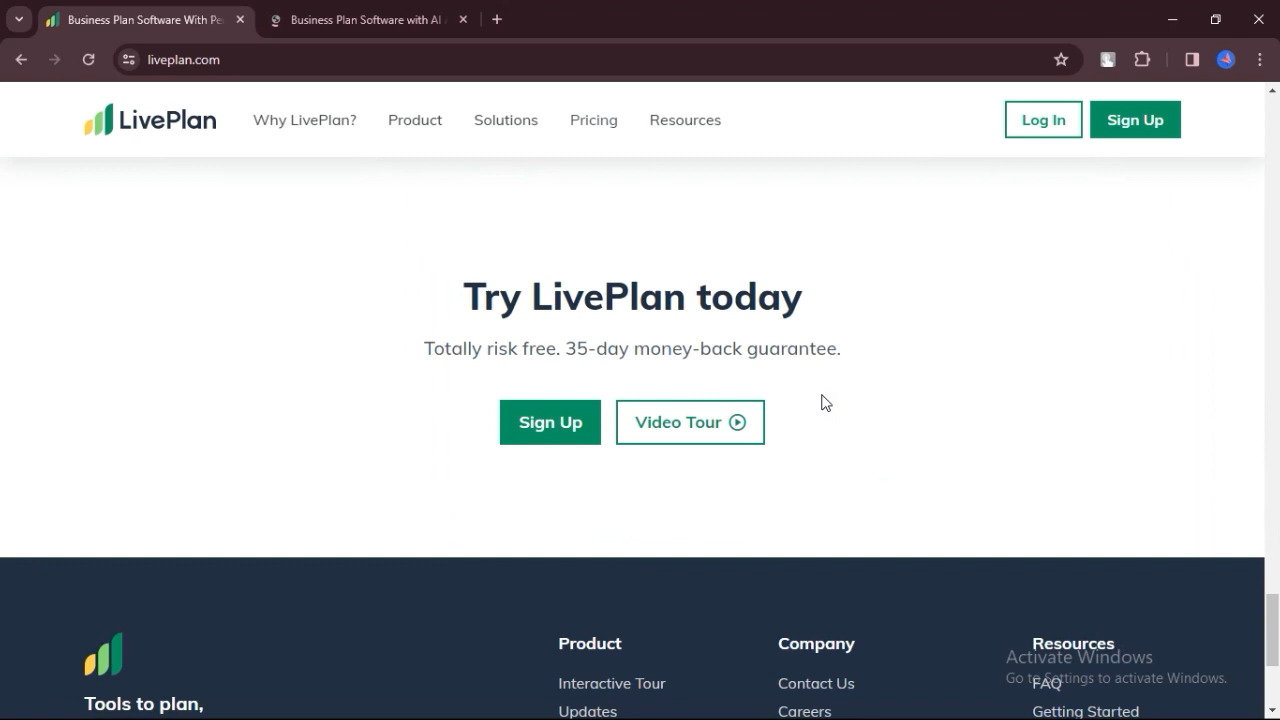 Business Plan Software With Pe
Business Plan Software with AI
liveplan.com
LivePlan
Why LivePlan?
Product
Solutions
Pricing
Resources
Log In
Sign Up
Try LivePlan today
Totally risk free. 35-day money-back guarantee.
Sign Up
Video Tour
Tools to plan,
Product
Interactive Tour
Updates
Company
Contact Us
Careers
Resources
FAQ
Getting Started
Activate Windows
Go to Settings to activate Windows.